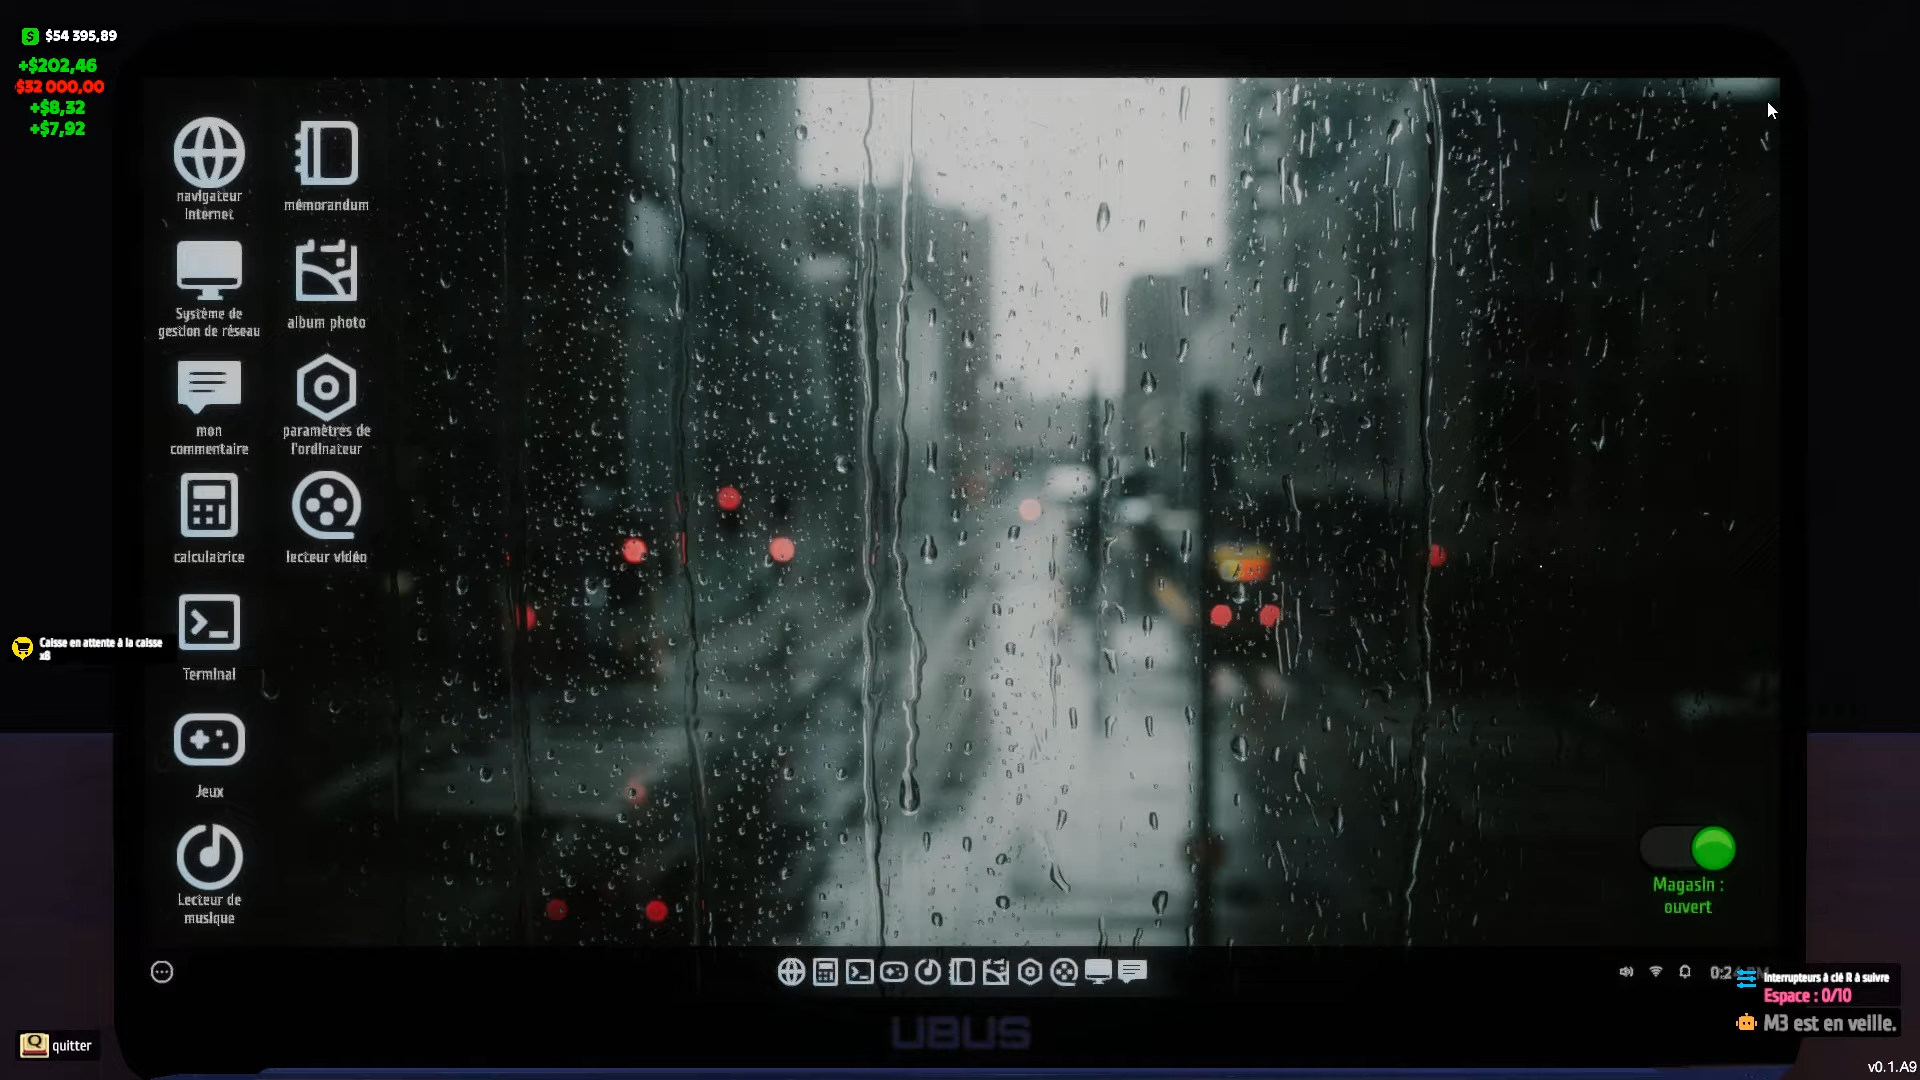 $54 395,89
+$202,46
$32 000,00
+$8,32
+$7,92
navigateur
Internet
mémorandum
Système de
gestion de réseau
album photo
mon
commentaire
paramètres de
l'ordinateur
calculatrice
lecteur vidéo
Caisse en attente à la caisse
x8
Terminal
Jeux
Lecteur de
musique
Magasin :
ouvert
Interrupteurs à clé R à suivre
Espace : 0/10
M3 est en veille.
UBUS
Q quitter
v0.1.A9